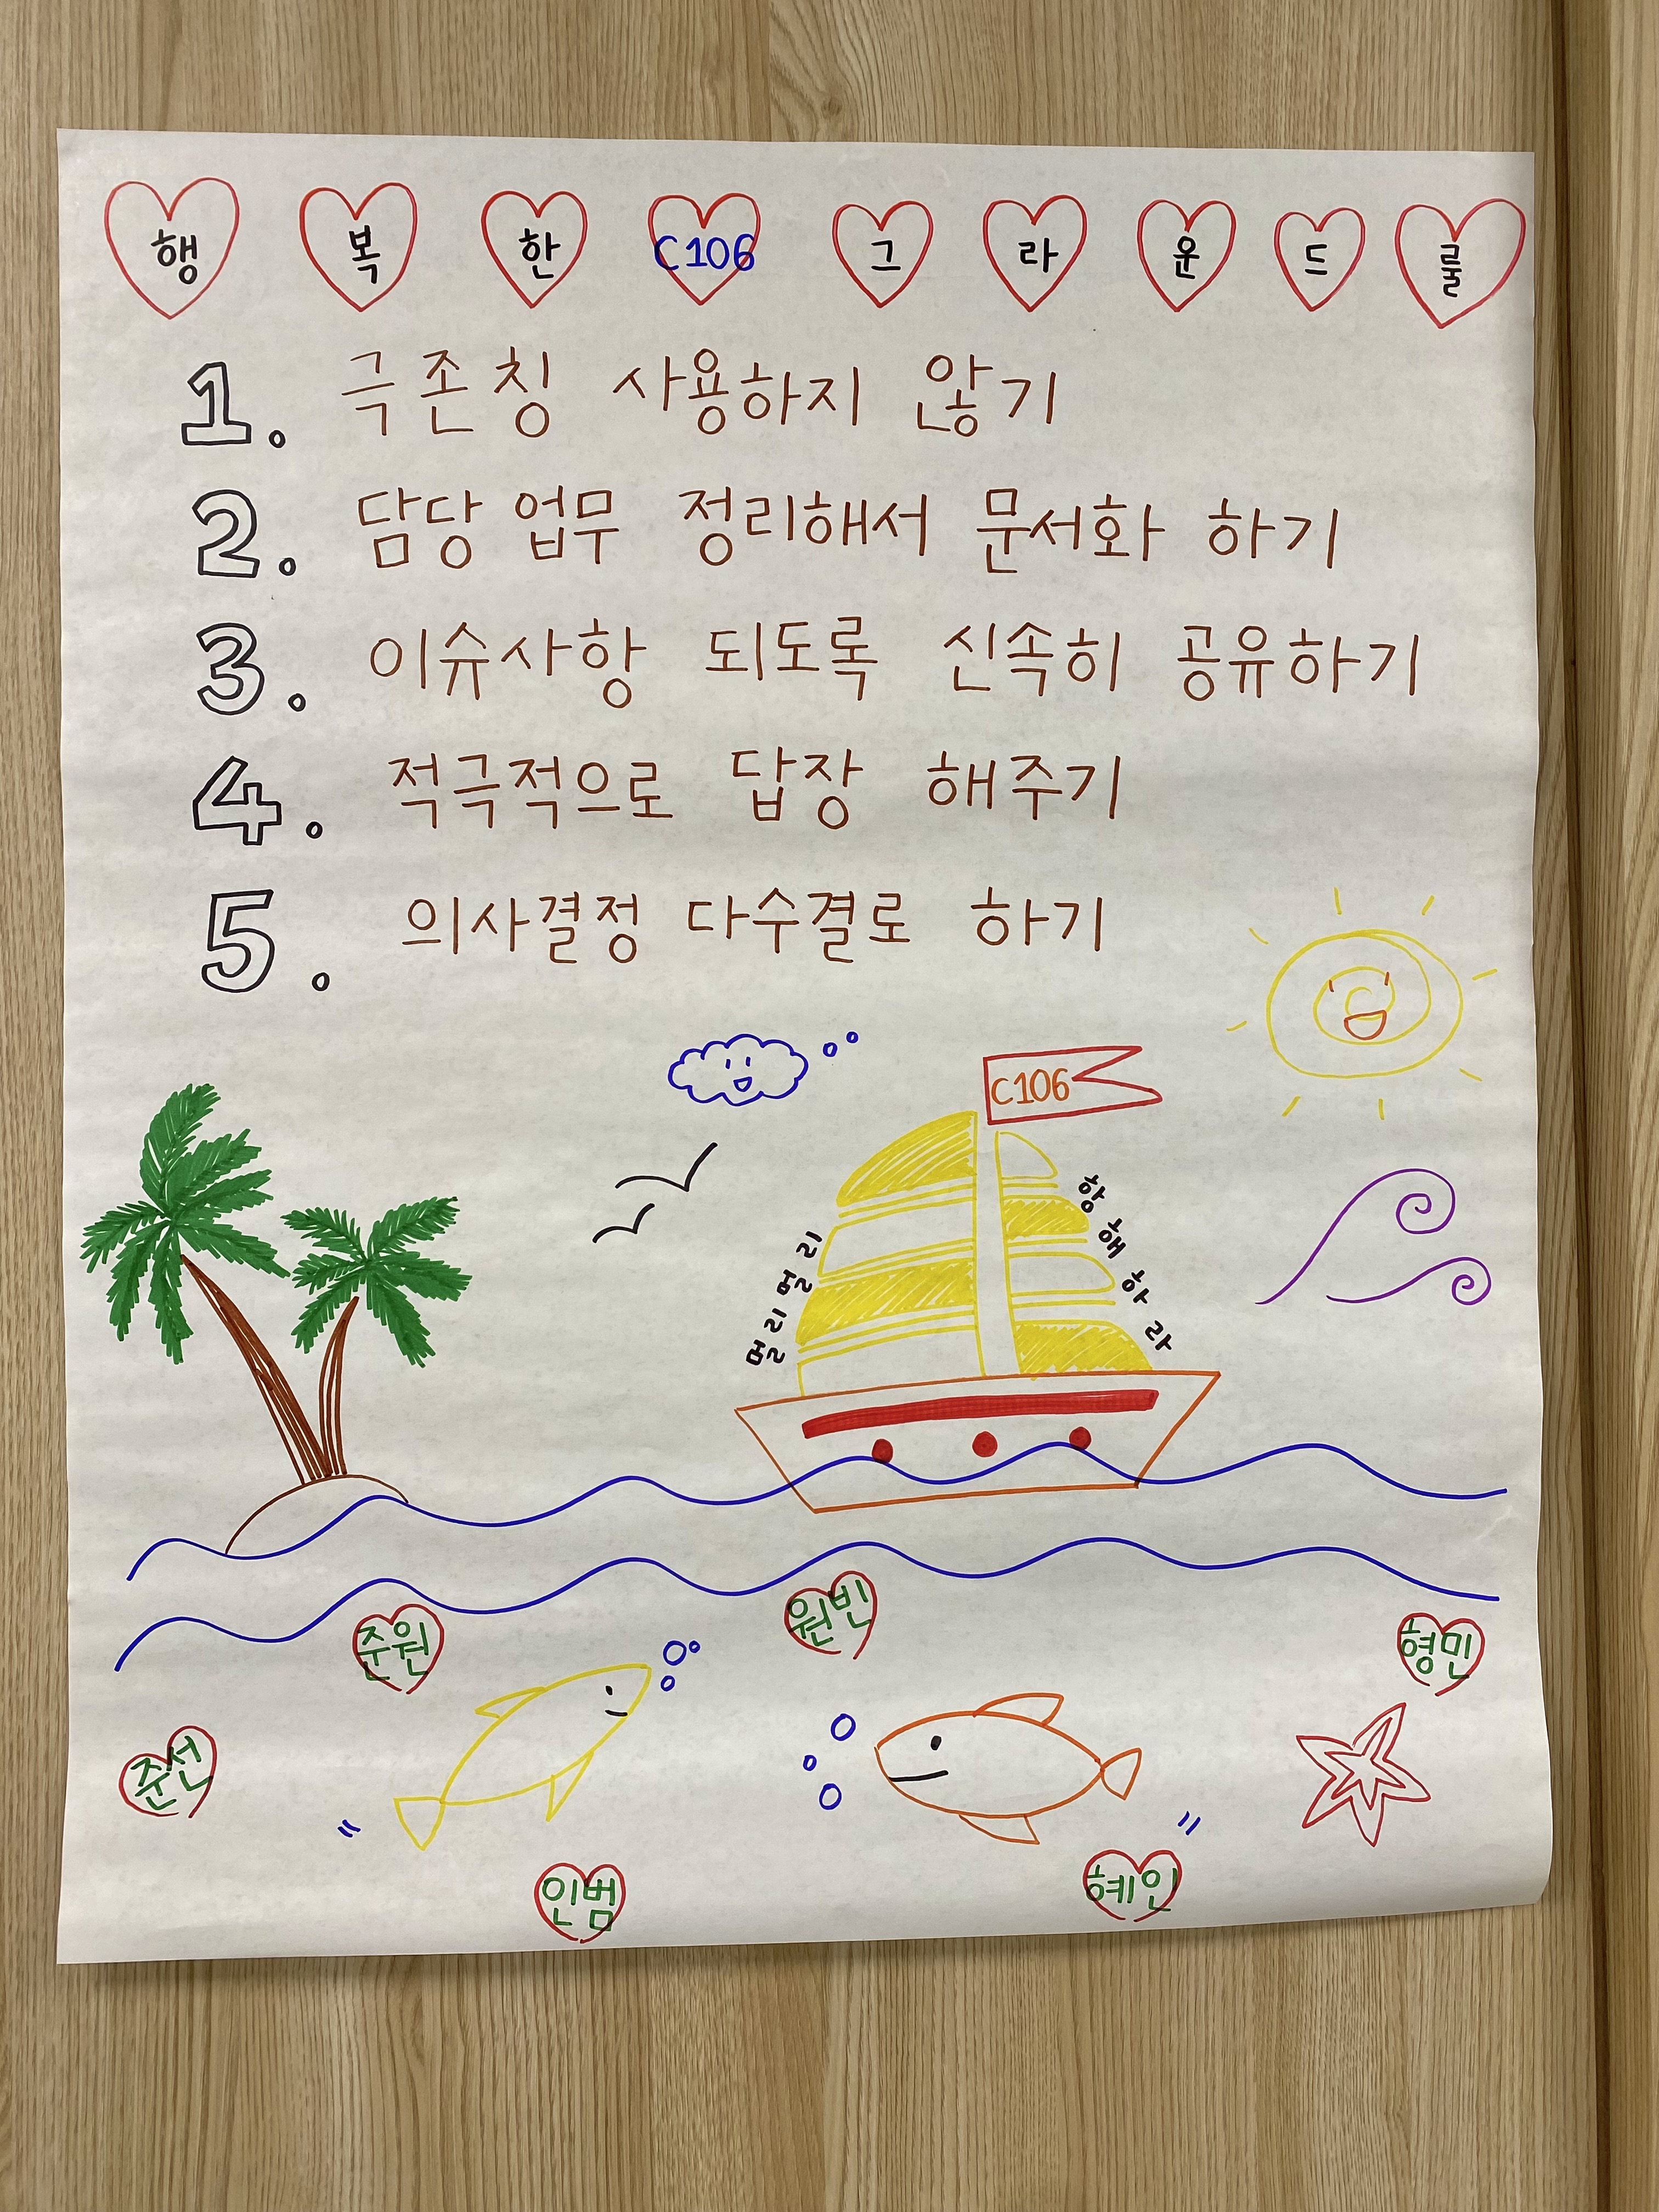 행복한 C106 그라운드 룰
1. 극존칭 사용하지 않기
2. 담당 업무 정리해서 문서화 하기
3. 이슈사항 되도록 신속히 공유하기
4. 적극적으로 답장 해주기
5. 의사결정 다수결로 하기
C106
멀리멀리
항해하라
준원
원빈
형민
준선
인범
혜인